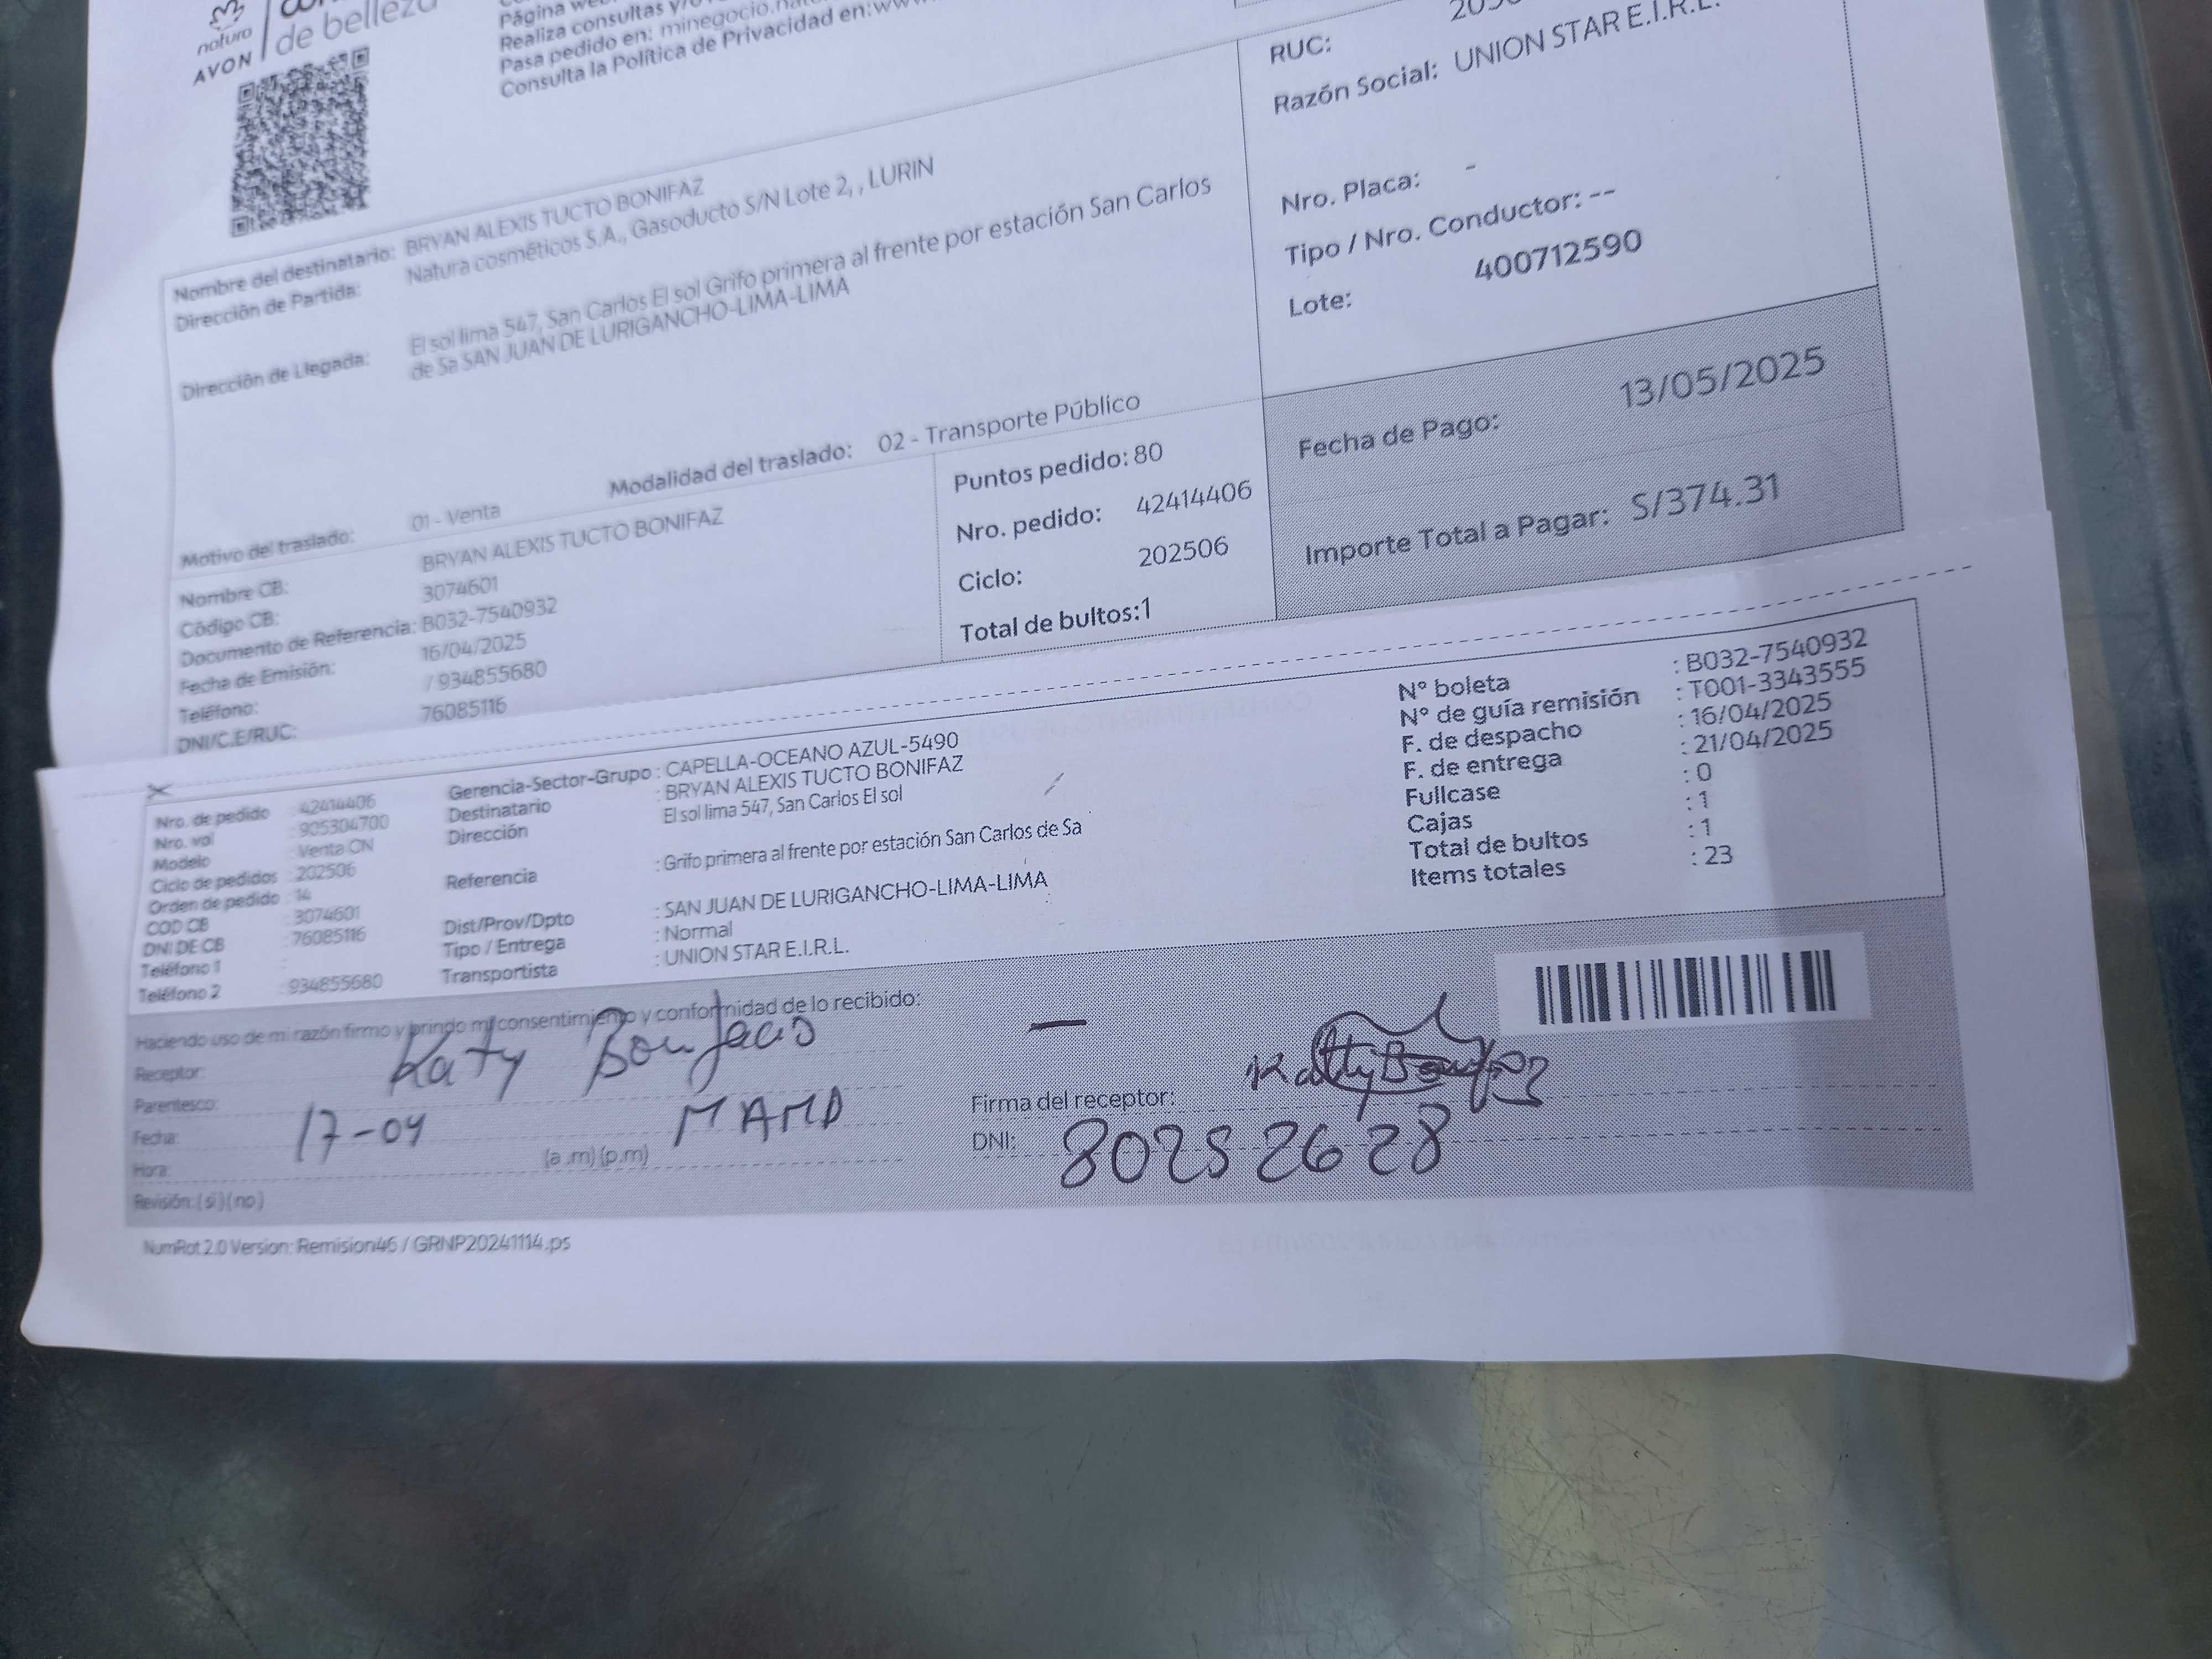 natura
AVON
de belleza
Página
Realiza consultas y/o
Pasa pedido en: minegocio.
Consulta la Política de Privacidad en:
Nombre del destinatario: BRYAN ALEXIS TUCTO BONIFAZ
Dirección de Partida: Natura cosméticos S.A., Gasoducto S/N Lote 2, , LURIN
Dirección de Llegada: El sol lima 547, San Carlos El sol Grifo primera al frente por estación San Carlos
de Sa SAN JUAN DE LURIGANCHO-LIMA-LIMA
Motivo del traslado: 01 - Venta Modalidad del traslado: 02 - Transporte Público
RUC:
Razón Social: UNION STAR E.I.R.L.
Nro. Placa: -
Tipo / Nro. Conductor: --
Lote: 400712590
Nombre CB: BRYAN ALEXIS TUCTO BONIFAZ
Código CB: 3074601
Documento de Referencia: B032-7540932
Fecha de Emisión: 16/04/2025
Teléfono: / 934855680
DNI/C.E/RUC: 76085116
Puntos pedido: 80
Nro. pedido: 42414406
Ciclo: 202506
Total de bultos:1
Fecha de Pago: 13/05/2025
Importe Total a Pagar: S/374.31
Nro. de pedido : 42414406
Nro. val : 905304700
Modelo : Venta CN
Ciclo de pedidos : 202506
Orden de pedido : 14
COD CB : 3074601
DNI DE CB : 76085116
Teléfono 1 :
Teléfono 2 : 934855680
Gerencia-Sector-Grupo : CAPELLA-OCEANO AZUL-5490
Destinatario : BRYAN ALEXIS TUCTO BONIFAZ
Dirección El sol lima 547, San Carlos El sol
Referencia : Grifo primera al frente por estación San Carlos de Sa
Dist/Prov/Dpto : SAN JUAN DE LURIGANCHO-LIMA-LIMA
Tipo / Entrega : Normal
Transportista : UNION STAR E.I.R.L.
N° boleta : B032-7540932
N° de guía remisión : T001-3343555
F. de despacho : 16/04/2025
F. de entrega : 21/04/2025
Fullcase : 0
Cajas : 1
Total de bultos : 1
Items totales : 23
Haciendo uso de mi razón firmo y brindo mi consentimiento y conformidad de lo recibido:
Receptor: Katy
Parentesco:
Fecha: 17-04 MAMA
Hora: (a .m) (p.m)
Revisión: ( si ) ( no )
Firma del receptor:
DNI: 80252628
NumRot 2.0 Version: Remision46 / GRNP20241114.ps